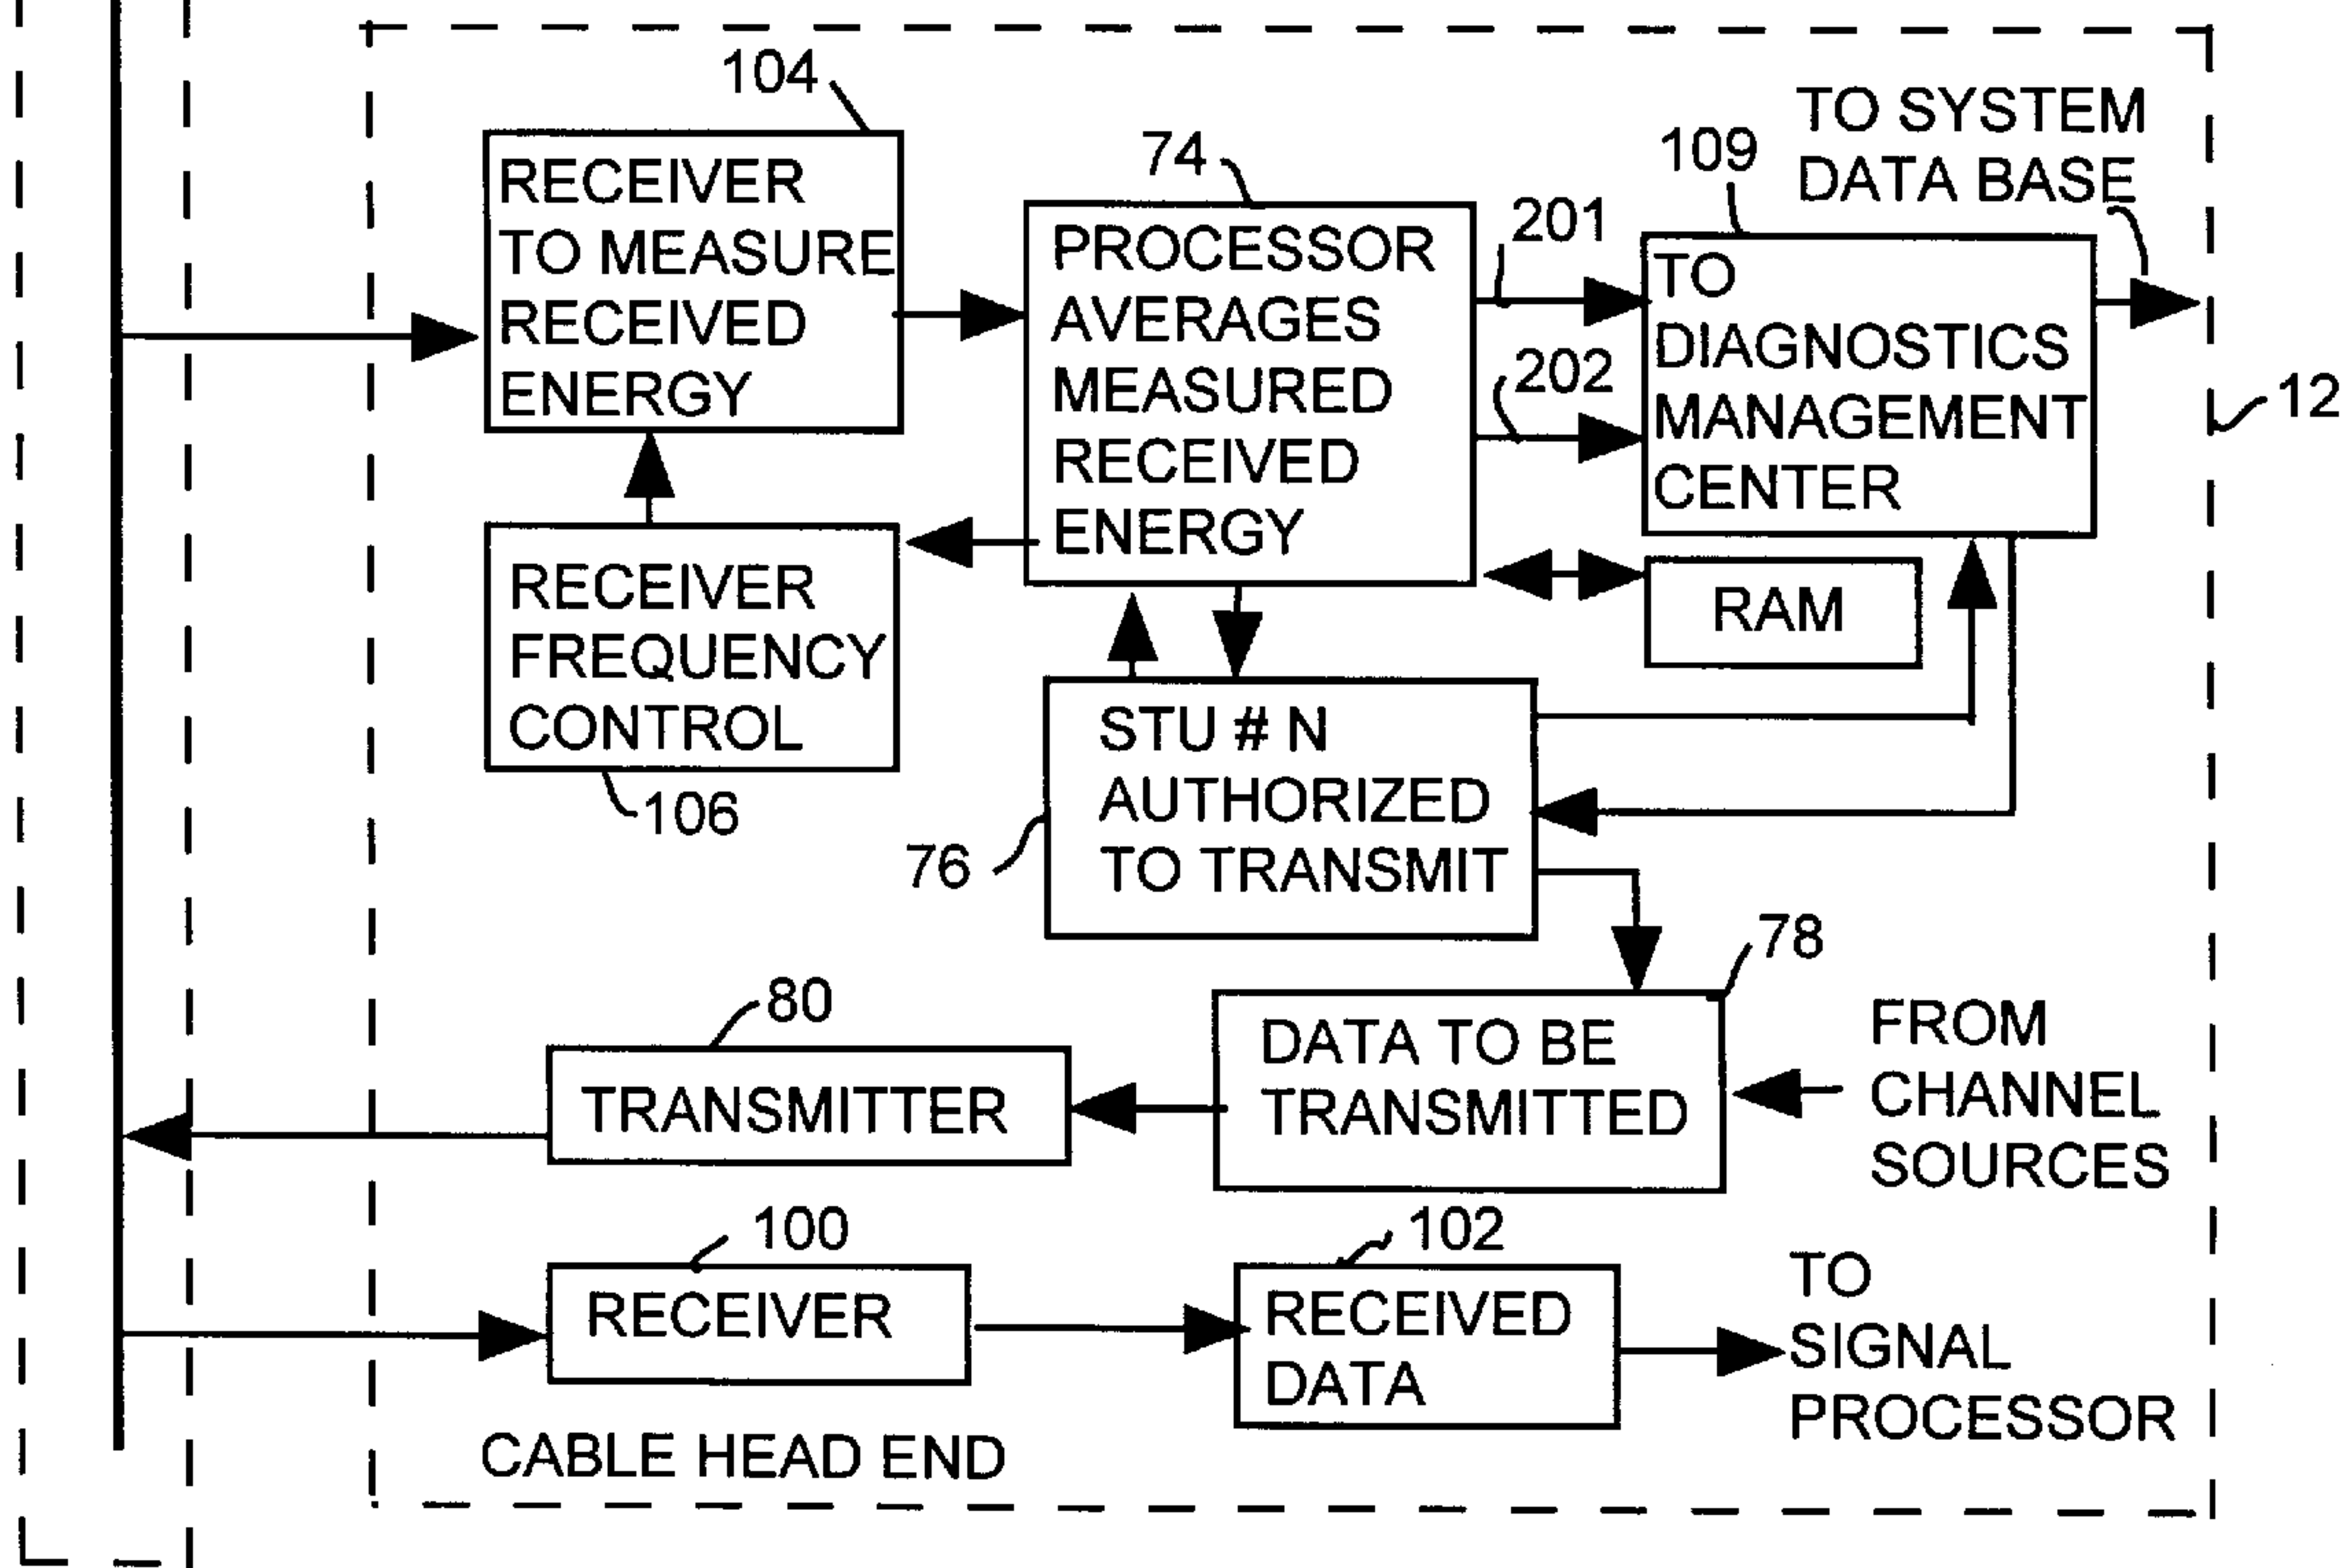 104
RECEIVER
TO MEASURE
RECEIVED
ENERGY
74
PROCESSOR
AVERAGES
MEASURED
RECEIVED
ENERGY
201
202
109
TO SYSTEM
DATA BASE
TO
DIAGNOSTICS
MANAGEMENT
CENTER
12
RECEIVER
FREQUENCY
CONTROL
106
RAM
STU # N
AUTHORIZED
TO TRANSMIT
76
78
DATA TO BE
TRANSMITTED
FROM
CHANNEL
SOURCES
80
TRANSMITTER
100
RECEIVER
102
RECEIVED
DATA
TO
SIGNAL
PROCESSOR
CABLE HEAD END